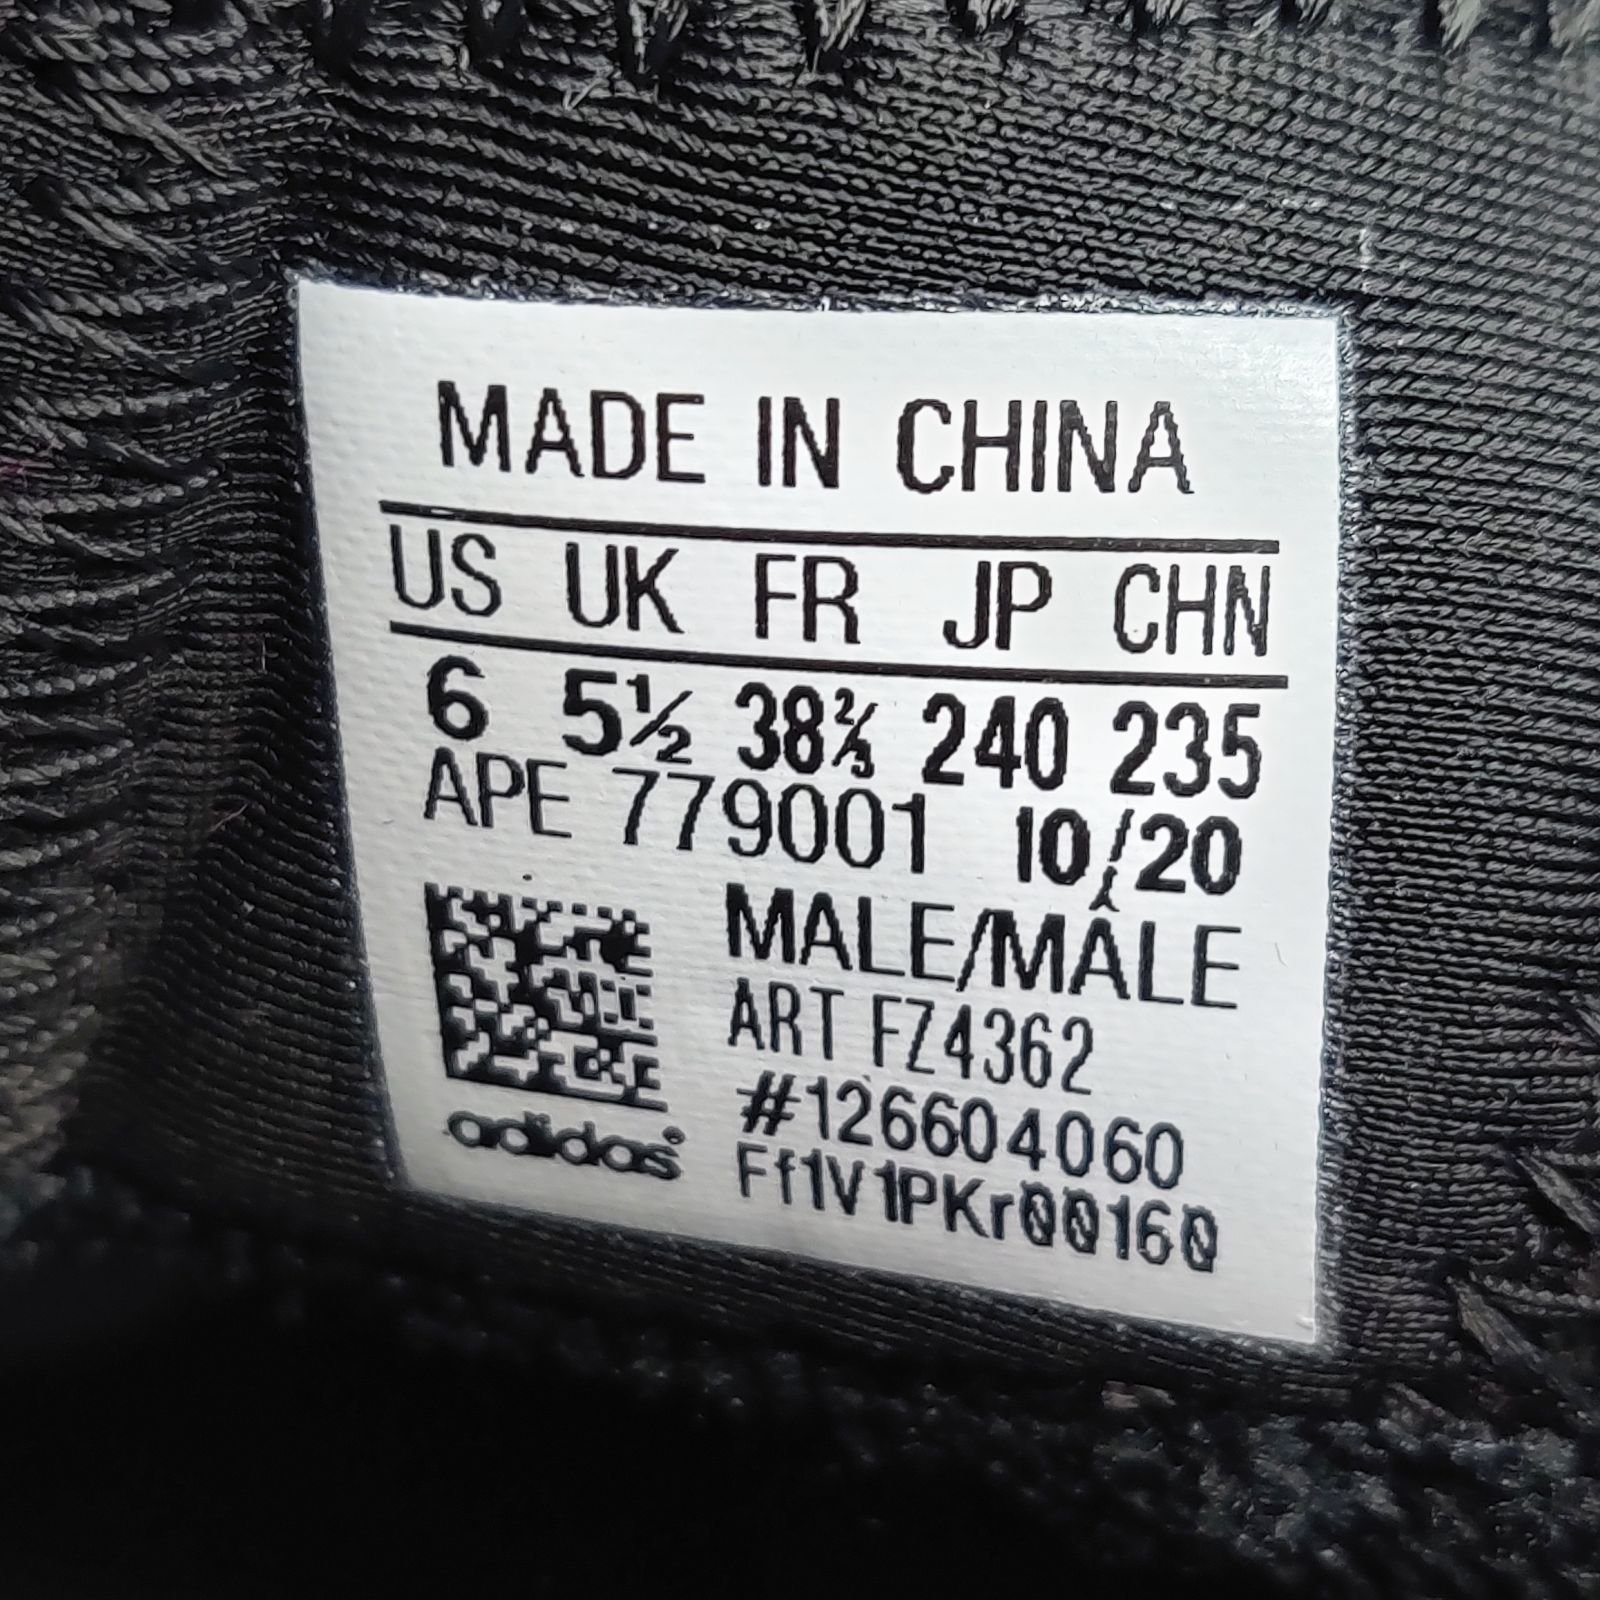 MADE IN CHINA
US UK FR JP CHN
6 5½ 38⅔ 240 235
APE 779001 10/20
MALE/MÂLE
ART FZ4362
#126604060
Ff1V1PKr00160
adidas